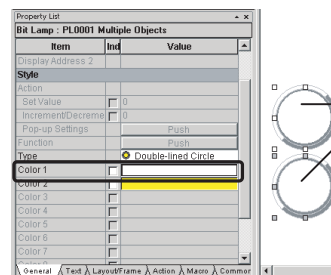 Property List
Bit Lamp : PL0001 Multiple Objects
Item Ind Value
Display Address 2
Style
Action
Set Value 0
Increment/Decreme 0
Pop-up Settings Push
Function Push
Type Double-lined Circle
Color 1
Color 2
Color 3
Color 4
Color 5
Color 6
Color 7
General Text Layout/Frame Action Macro Common